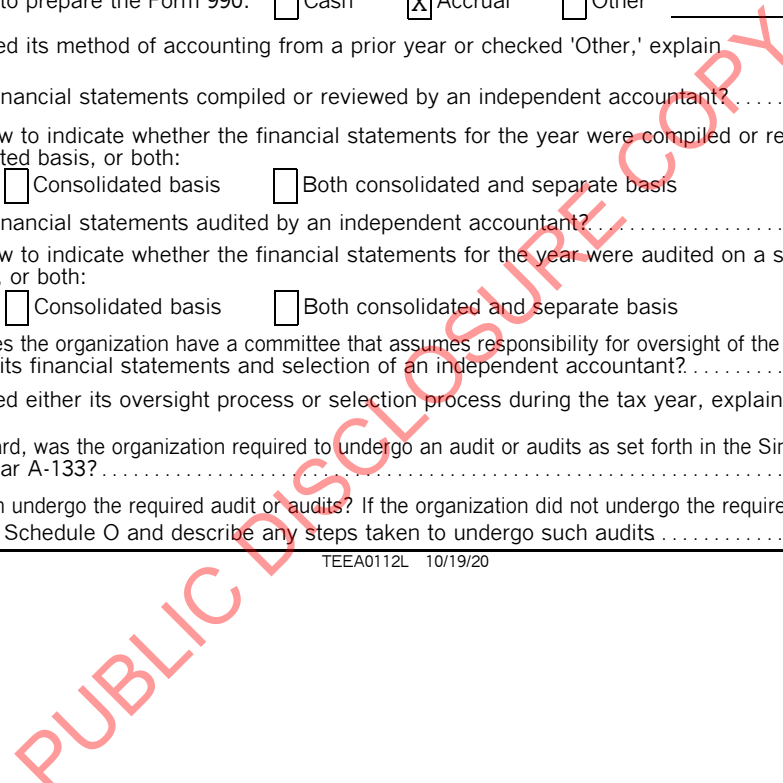 to prepare the Form 990: Cash X Accrual Other
ed its method of accounting from a prior year or checked 'Other,' explain
nancial statements compiled or reviewed by an independent accountant?.....
w to indicate whether the financial statements for the year were compiled or re
ted basis, or both:
Consolidated basis Both consolidated and separate basis
nancial statements audited by an independent accountant?...................
w to indicate whether the financial statements for the year were audited on a s
, or both:
Consolidated basis Both consolidated and separate basis
es the organization have a committee that assumes responsibility for oversight of the
its financial statements and selection of an independent accountant?.........
ed either its oversight process or selection process during the tax year, explain
ard, was the organization required to undergo an audit or audits as set forth in the Sin
ar A-133?....................................................................
n undergo the required audit or audits? If the organization did not undergo the require
Schedule O and describe any steps taken to undergo such audits............
TEEA0112L 10/19/20
PUBLIC DISCLOSURE COPY